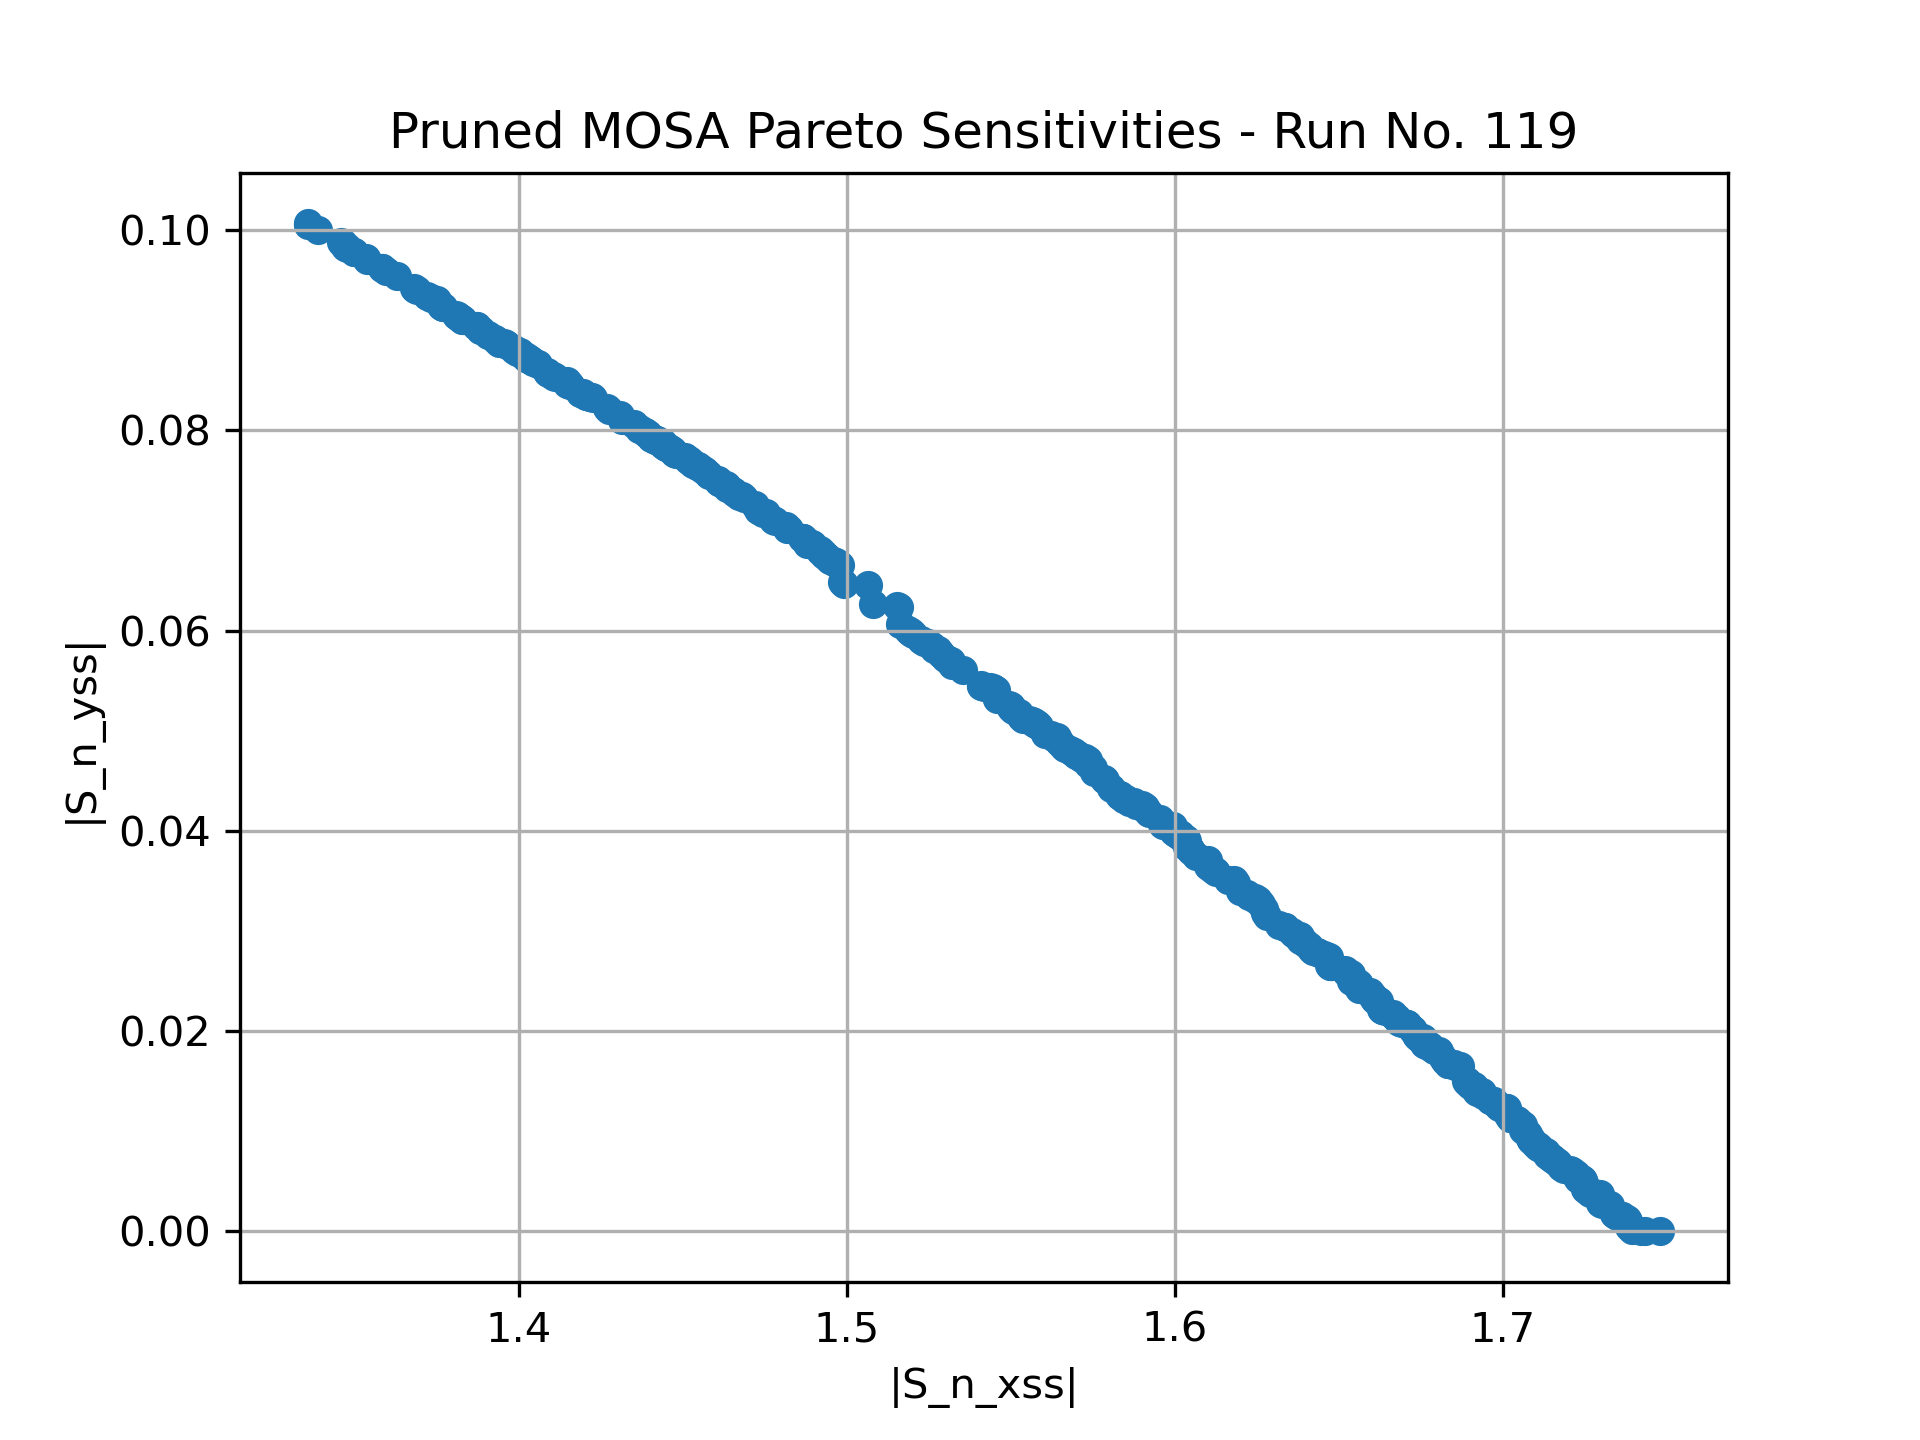 Pruned MOSA Pareto Sensitivities - Run No. 119
0.10
0.08
0.06
0.04
0.02
0.00
|S_n_yss|
1.4 1.5 1.6 1.7
|S_n_xss|